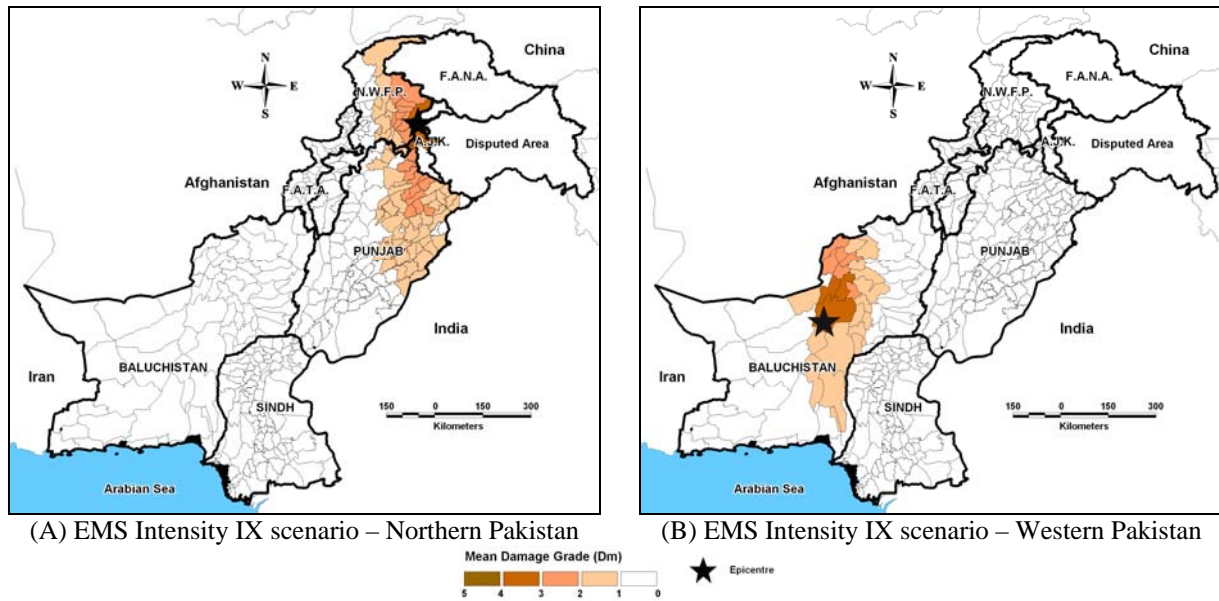 China
N
W E
S
F.A.N.A.
N.W.F.P.
A.J.K.
Disputed Area
Afghanistan
F.A.T.A.
PUNJAB
India
Iran
BALUCHISTAN
SINDH
150 0 150 300
Kilometers
Arabian Sea
China
N
W E
S
F.A.N.A.
N.W.F.P.
A.J.K.
Disputed Area
Afghanistan
F.A.T.A.
PUNJAB
India
Iran
BALUCHISTAN
SINDH
150 0 150 300
Kilometers
Arabian Sea
(A) EMS Intensity IX scenario – Northern Pakistan
(B) EMS Intensity IX scenario – Western Pakistan
Mean Damage Grade (Dm)
5 4 3 2 1 0
Epicentre